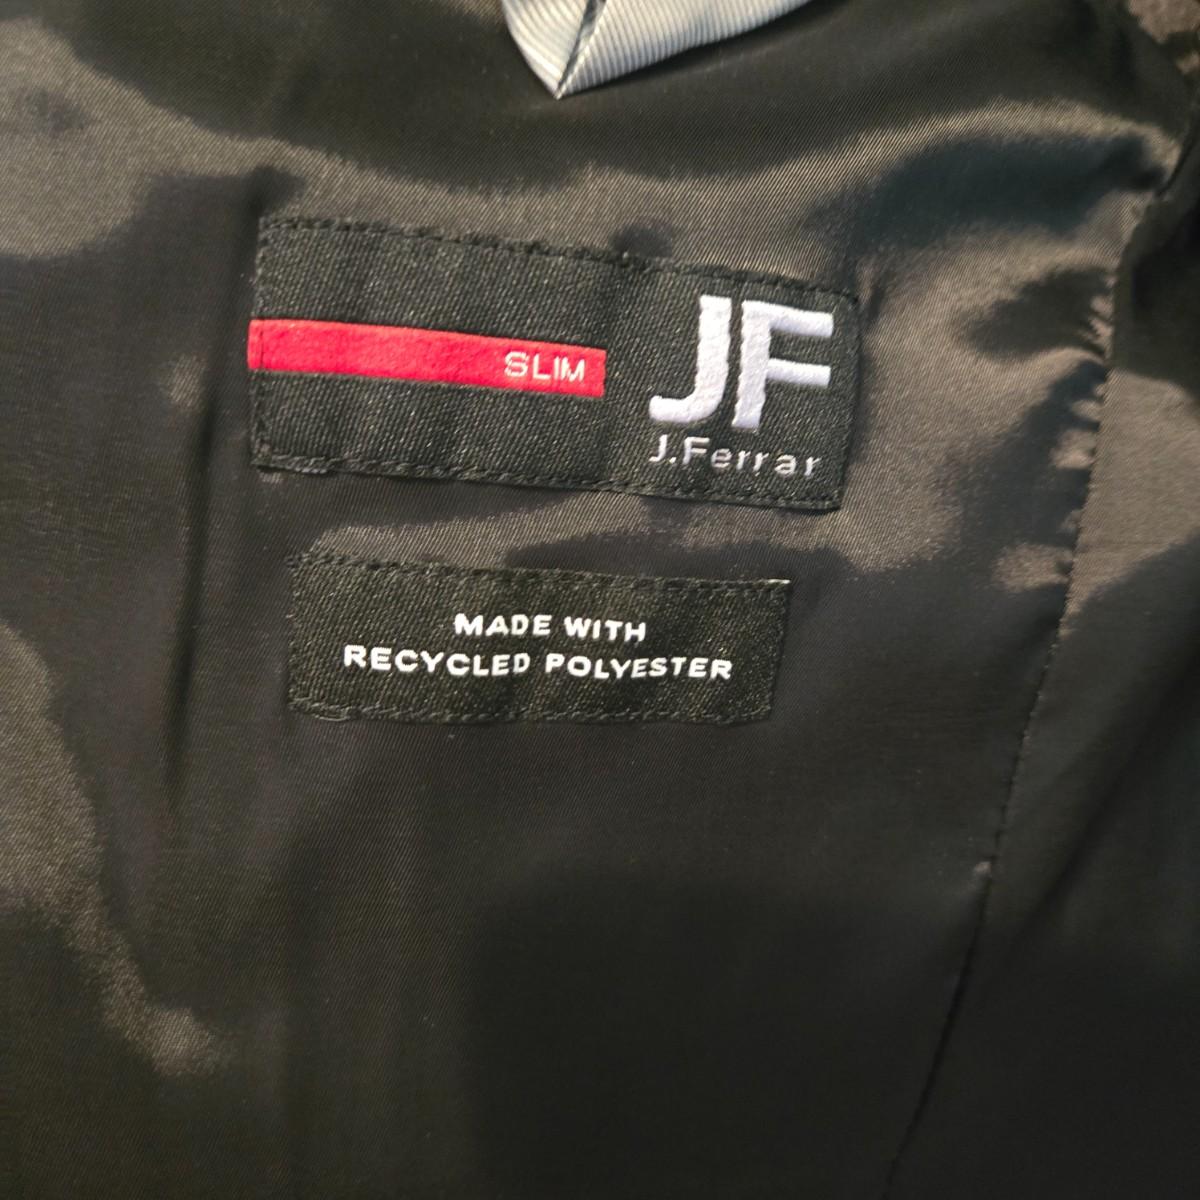 SLIM
JF
J.Ferrar
MADE WITH
RECYCLED POLYESTER